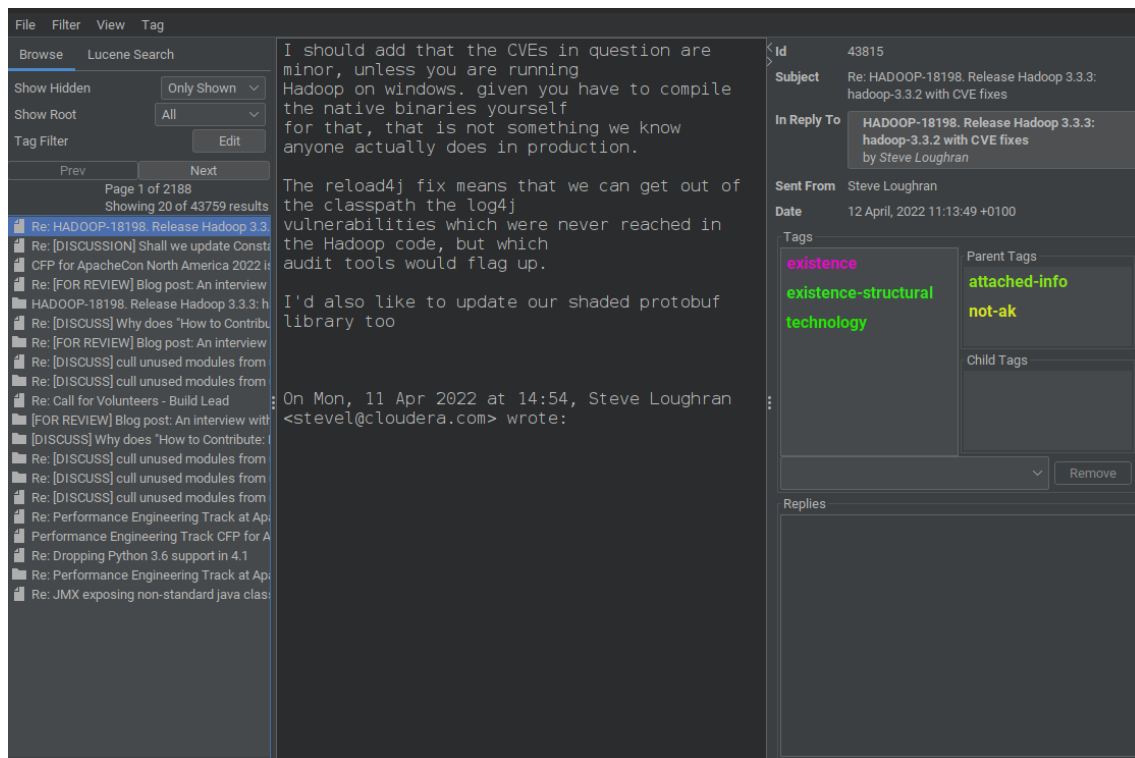 File Filter View Tag
Browse Lucene Search
Show Hidden Only Shown
Show Root All
Tag Filter Edit
Prev Next
Page 1 of 2188
Showing 20 of 43759 results
Re: HADOOP-18198. Release Hadoop 3.3.
Re: [DISCUSSION] Shall we update Consta
CFP for ApacheCon North America 2022 is
Re: [FOR REVIEW] Blog post: An interview
HADOOP-18198. Release Hadoop 3.3.3: h
Re: [DISCUSS] Why does "How to Contribu
Re: [FOR REVIEW] Blog post: An interview
Re: [DISCUSS] cull unused modules from
Re: [DISCUSS] cull unused modules from
Re: Call for Volunteers - Build Lead
[FOR REVIEW] Blog post: An interview with
[DISCUSS] Why does "How to Contribute:
Re: [DISCUSS] cull unused modules from
Re: [DISCUSS] cull unused modules from
Re: [DISCUSS] cull unused modules from
Re: Performance Engineering Track at Apa
Performance Engineering Track CFP for A
Re: Dropping Python 3.6 support in 4.1
Re: Performance Engineering Track at Apa
Re: JMX exposing non-standard java clas
I should add that the CVEs in question are
minor, unless you are running
Hadoop on windows. given you have to compile
the native binaries yourself
for that, that is not something we know
anyone actually does in production.
The reload4j fix means that we can get out of
the classpath the log4j
vulnerabilities which were never reached in
the Hadoop code, but which
audit tools would flag up.
I'd also like to update our shaded protobuf
library too
On Mon, 11 Apr 2022 at 14:54, Steve Loughran
<stevel@cloudera.com> wrote:
Id 43815
Subject Re: HADOOP-18198. Release Hadoop 3.3.3:
hadoop-3.3.2 with CVE fixes
In Reply To HADOOP-18198. Release Hadoop 3.3.3:
hadoop-3.3.2 with CVE fixes
by Steve Loughran
Sent From Steve Loughran
Date 12 April, 2022 11:13:49 +0100
Tags
existence
existence-structural
technology
Parent Tags
attached-info
not-ak
Child Tags
Remove
Replies